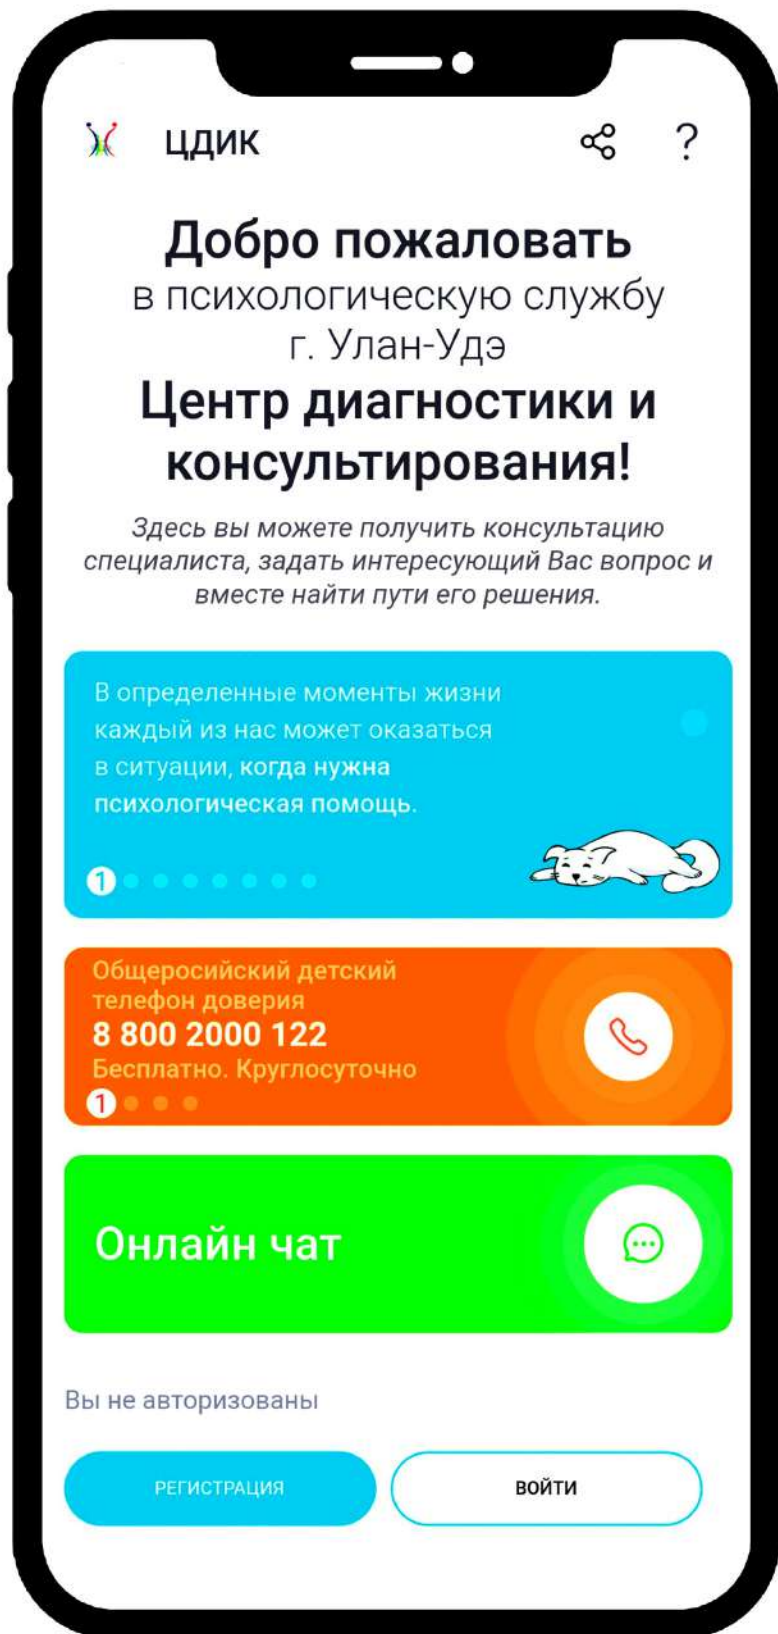 ЦДИК
?
Добро пожаловать
в психологическую службу
г. Улан-Удэ
Центр диагностики и
консультирования!
Здесь вы можете получить консультацию
специалиста, задать интересующий Вас вопрос и
вместе найти пути его решения.
В определенные моменты жизни
каждый из нас может оказаться
в ситуации, когда нужна
психологическая помощь.
1
Общеросийский детский
телефон доверия
8 800 2000 122
Бесплатно. Круглосуточно
1
Онлайн чат
Вы не авторизованы
РЕГИСТРАЦИЯ
ВОЙТИ